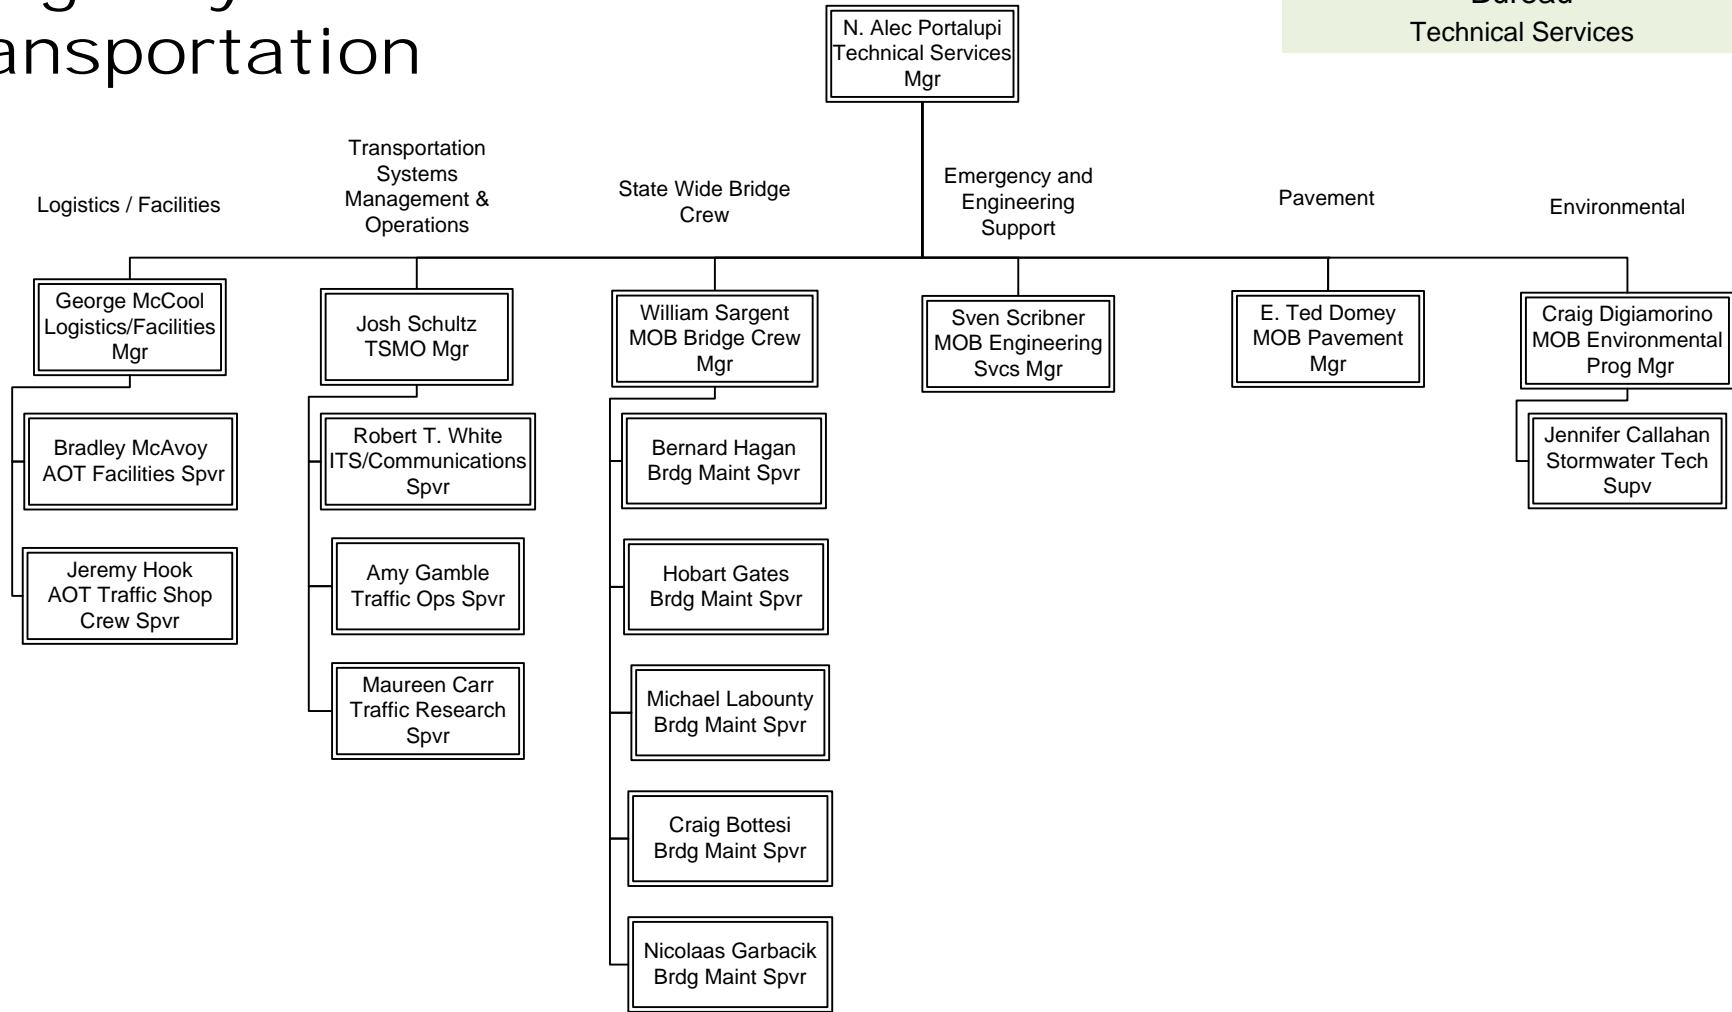 Technical Services
N. Alec Portalupi
Technical Services
Mgr
Logistics / Facilities
Transportation
Systems
Management &
Operations
State Wide Bridge
Crew
Emergency and
Engineering
Support
Pavement
Environmental
George McCool
Logistics/Facilities
Mgr
Josh Schultz
TSMO Mgr
William Sargent
MOB Bridge Crew
Mgr
Sven Scribner
MOB Engineering
Svcs Mgr
E. Ted Domey
MOB Pavement
Mgr
Craig Digiamorino
MOB Environmental
Prog Mgr
Bradley McAvoy
AOT Facilities Spvr
Jeremy Hook
AOT Traffic Shop
Crew Spvr
Robert T. White
ITS/Communications
Spvr
Amy Gamble
Traffic Ops Spvr
Maureen Carr
Traffic Research
Spvr
Bernard Hagan
Brdg Maint Spvr
Hobart Gates
Brdg Maint Spvr
Michael Labounty
Brdg Maint Spvr
Craig Bottesi
Brdg Maint Spvr
Nicolaas Garbacik
Brdg Maint Spvr
Jennifer Callahan
Stormwater Tech
Supv